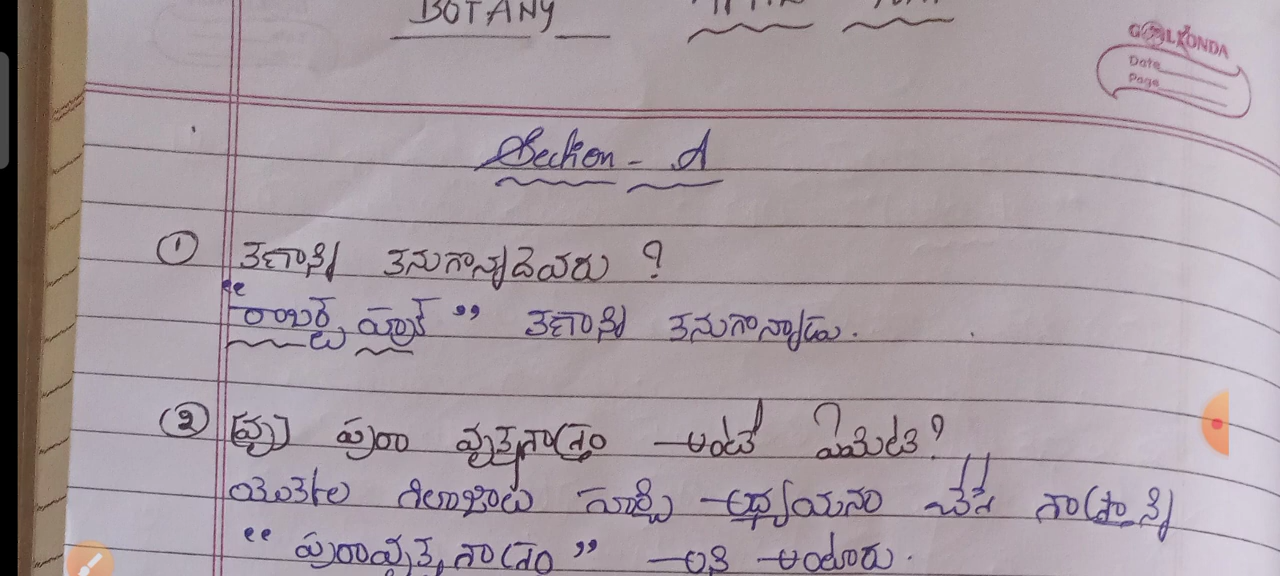 BOTANY
GOLKONDA
Date
Page
Section - A
① కణాన్ని కనుగొన్నదెవరు ?
“రాబర్ట్ హుక్” కణాన్ని కనుగొన్నాడు.
② పురా వృక్షశాస్త్రం అంటే ఏమిటి?
మొక్కల శిలాజాలు అధ్యయనం చేసే శాస్త్రాన్ని
“పురావృక్షశాస్త్రం” అని అందురు.